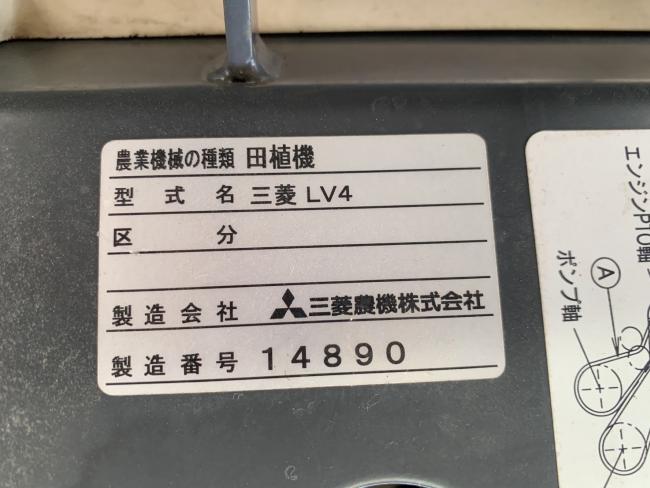 農業機械の種類 田植機
型式名 三菱 LV4
区分
製造会社 三菱農機株式会社
製造番号 14890
エンジンPTO軸
ポンプ軸
A